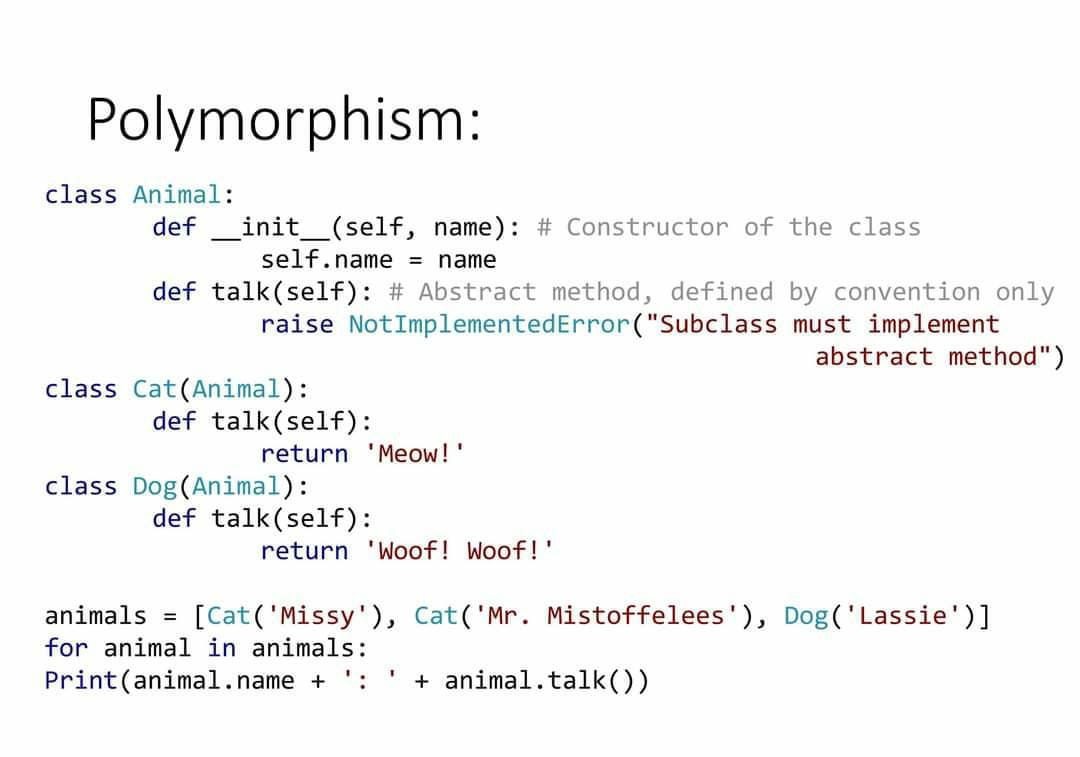 Polymorphism:
class Animal:
def __init__(self, name): # Constructor of the class
self.name = name
def talk(self): # Abstract method, defined by convention only
raise NotImplementedError("Subclass must implement
abstract method")
class Cat(Animal):
def talk(self):
return 'Meow!'
class Dog(Animal):
def talk(self):
return 'Woof! Woof!'
animals = [Cat('Missy'), Cat('Mr. Mistoffelees'), Dog('Lassie')]
for animal in animals:
Print(animal.name + ': ' + animal.talk())